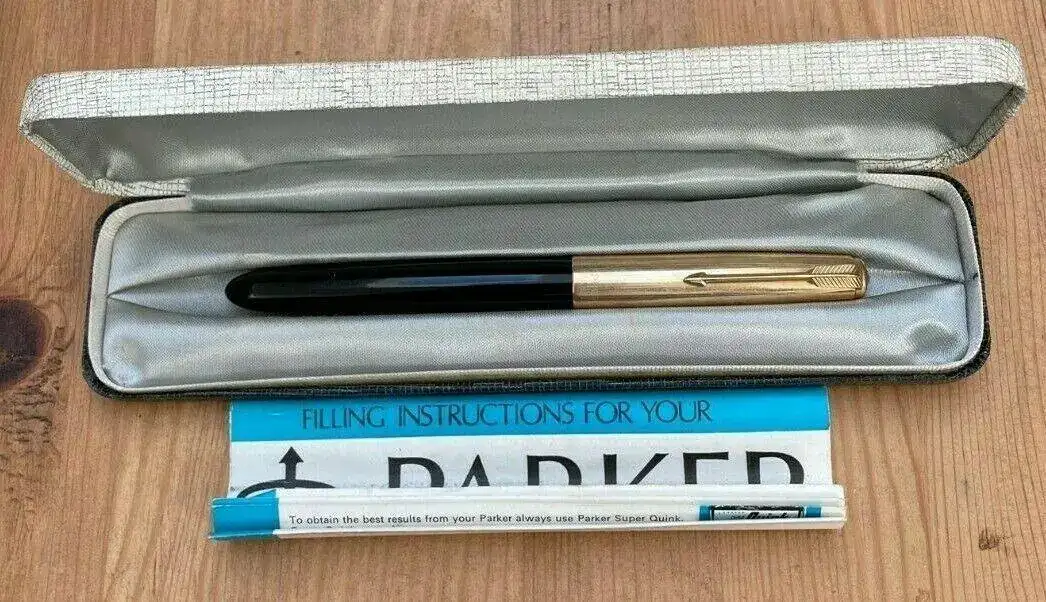 FILLING INSTRUCTIONS FOR YOUR
PARKER
To obtain the best results from your Parker always use Parker Super Quink.